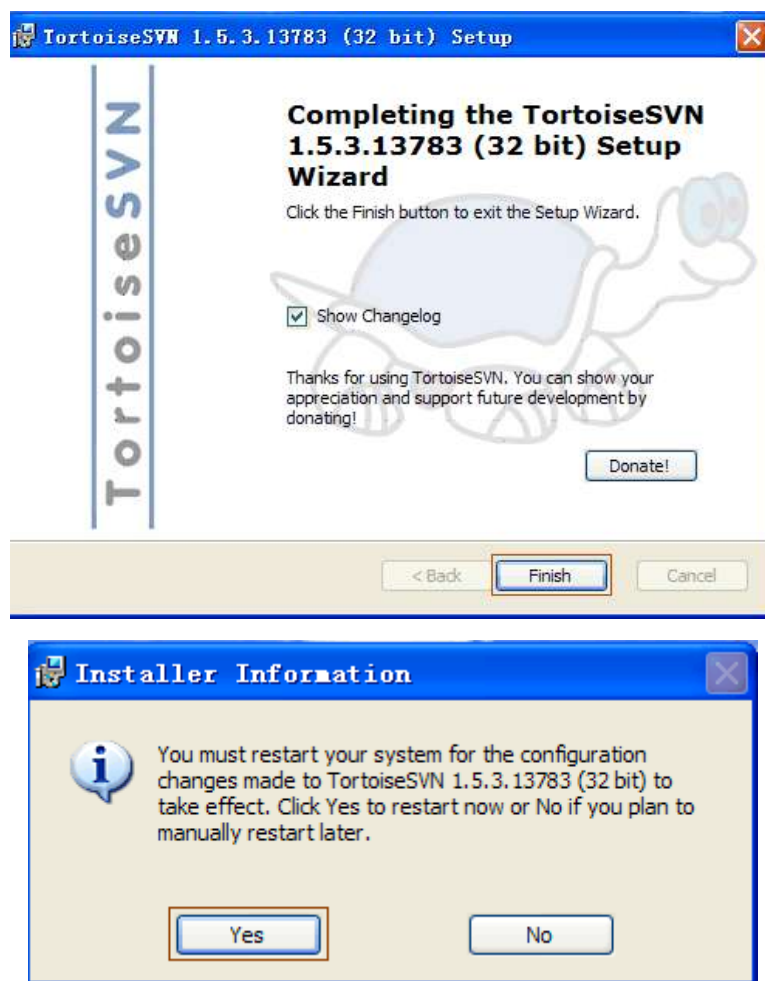 TortoiseSVN 1.5.3.13783 (32 bit) Setup
TortoiseSVN
Completing the TortoiseSVN
1.5.3.13783 (32 bit) Setup
Wizard
Click the Finish button to exit the Setup Wizard.
Show Changelog
Thanks for using TortoiseSVN. You can show your
appreciation and support future development by
donating!
Donate!
< Back Finish Cancel
Installer Information
You must restart your system for the configuration
changes made to TortoiseSVN 1.5.3.13783 (32 bit) to
take effect. Click Yes to restart now or No if you plan to
manually restart later.
Yes No